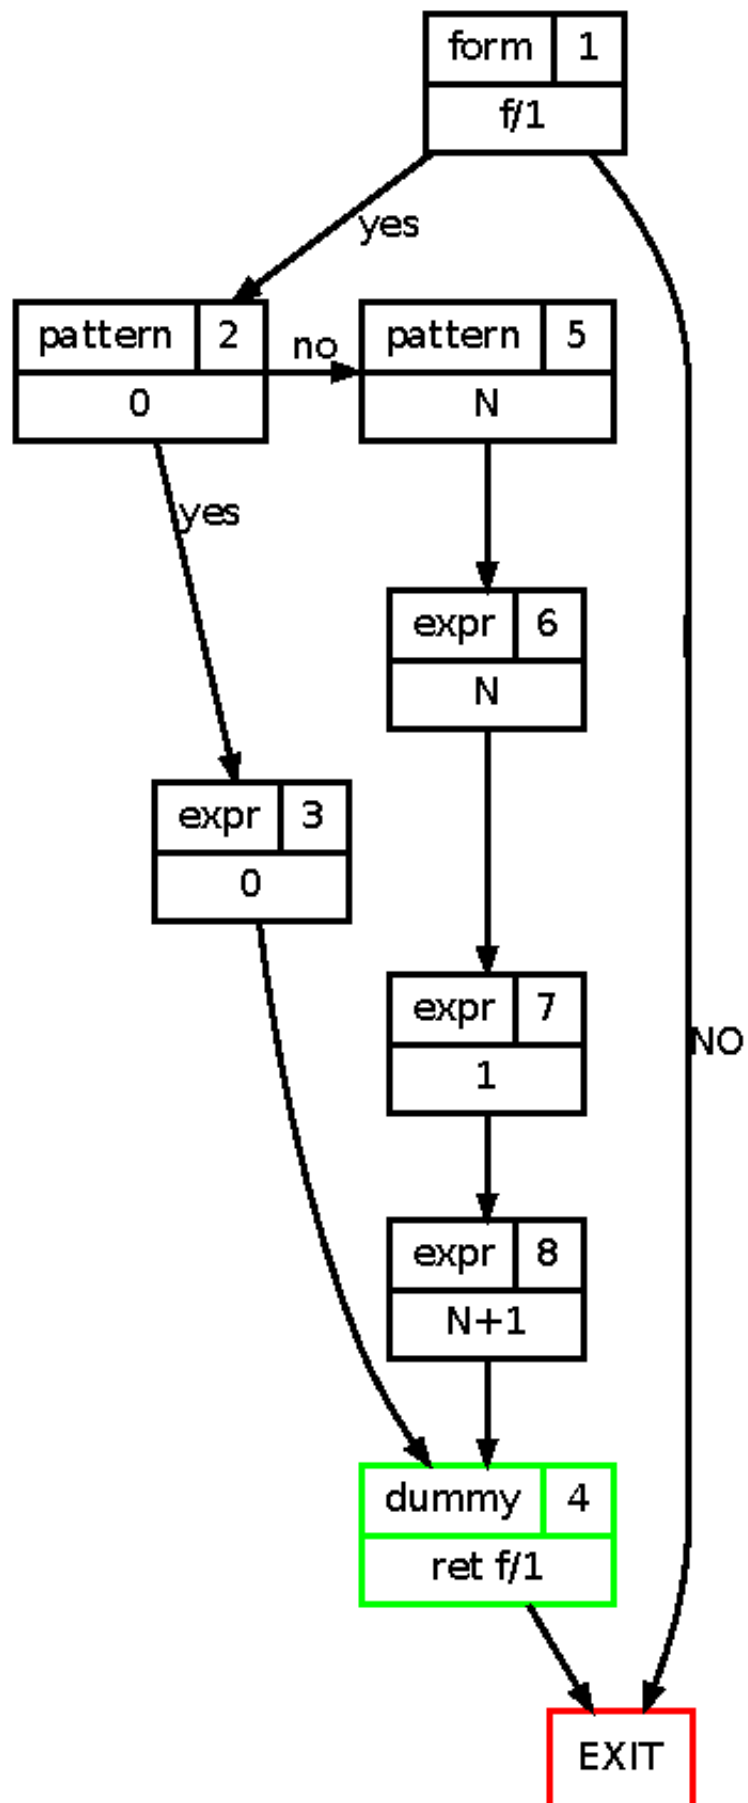 form 1
f/1
yes
pattern 2
0
no
pattern 5
N
yes
expr 6
N
expr 3
0
expr 7
1
NO
expr 8
N+1
dummy 4
ret f/1
EXIT